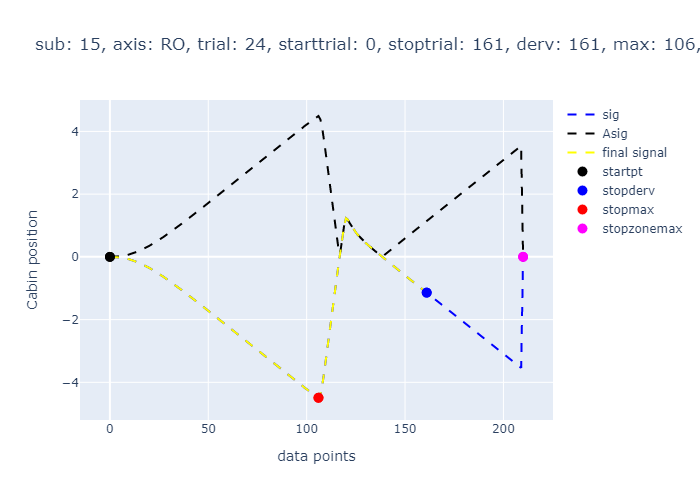 sub: 15, axis: RO, trial: 24, starttrial: 0, stoptrial: 161, derv: 161, max: 106,
sig
Asig
final signal
startpt
stopderv
stopmax
stopzonemax
Cabin position
4
2
0
−2
−4
0
50
100
150
200
data points